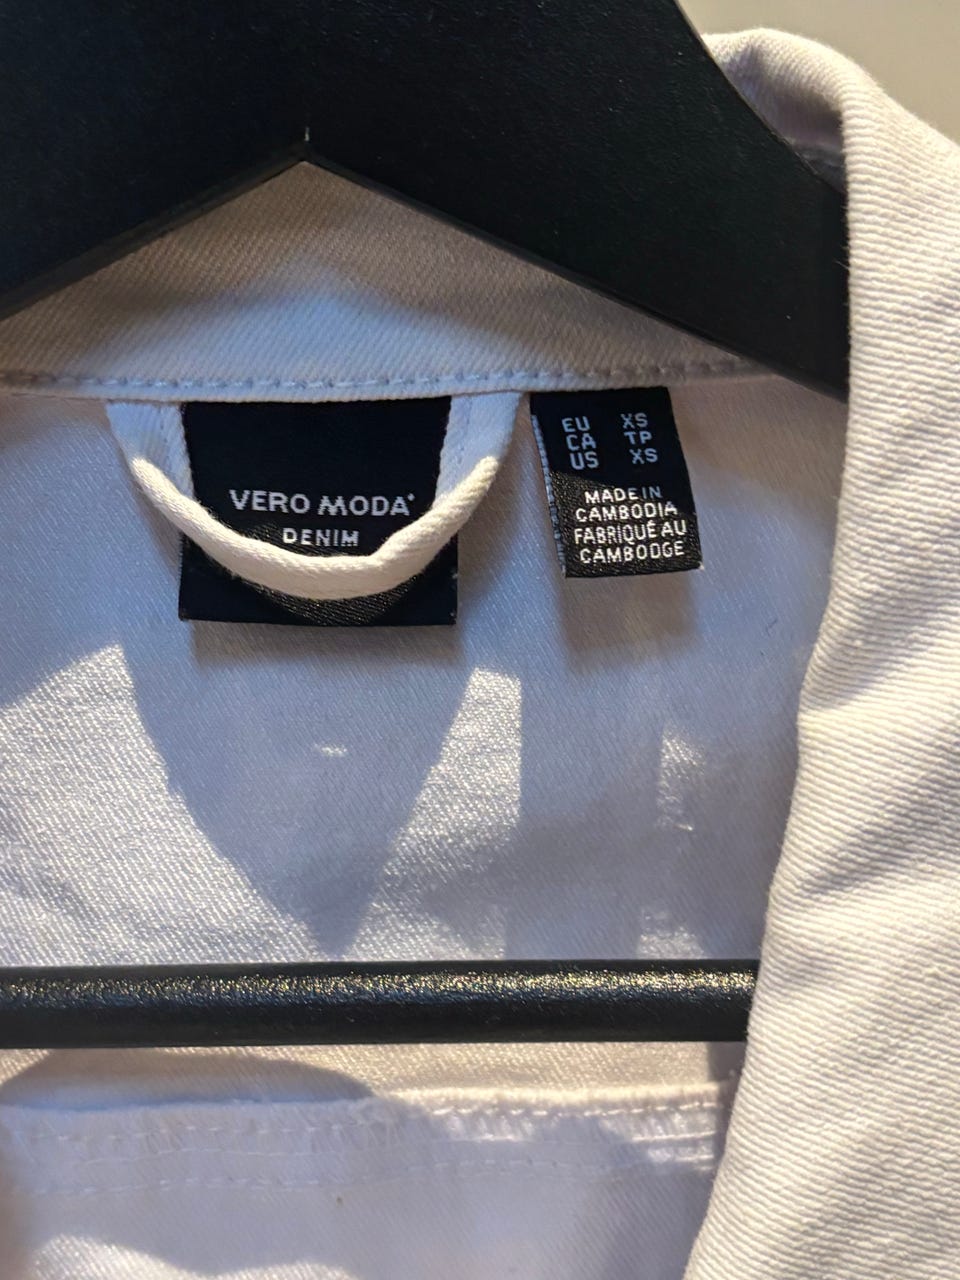 VERO MODA®
DENIM
EU XS
CA TP
US XS
MADE IN
CAMBODIA
FABRIQUÉ AU
CAMBODGE